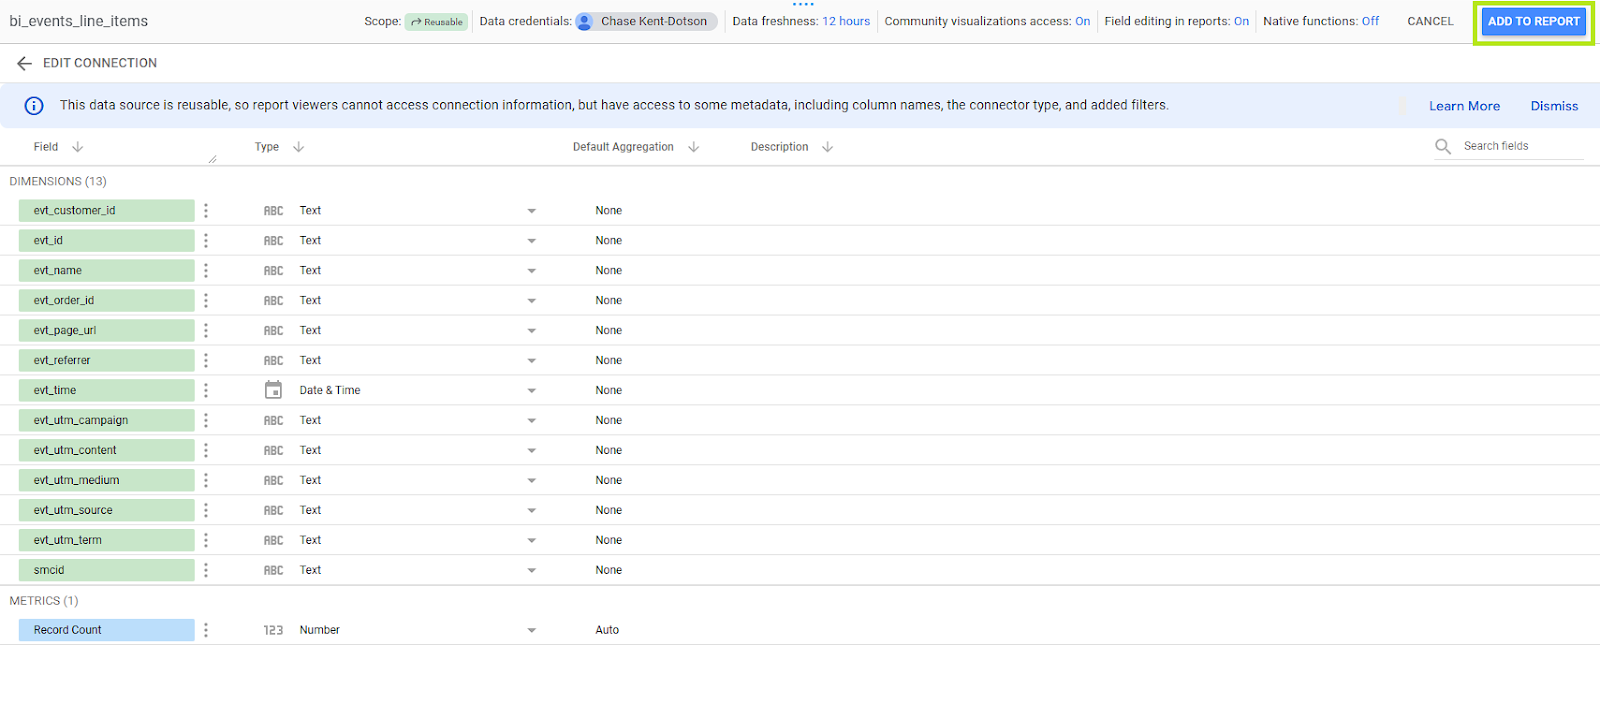 bi_events_line_items Scope: Reusable Data credentials: Chase Kent-Dotson Data freshness: 12 hours Community visualizations access: On Field editing in reports: On Native functions: Off CANCEL ADD TO REPORT
EDIT CONNECTION
This data source is reusable, so report viewers cannot access connection information, but have access to some metadata, including column names, the connector type, and added filters. Learn More Dismiss
Field Type Default Aggregation Description Search fields
DIMENSIONS (13)
evt_customer_id ABC Text None
evt_id ABC Text None
evt_name ABC Text None
evt_order_id ABC Text None
evt_page_url ABC Text None
evt_referrer ABC Text None
evt_time Date & Time None
evt_utm_campaign ABC Text None
evt_utm_content ABC Text None
evt_utm_medium ABC Text None
evt_utm_source ABC Text None
evt_utm_term ABC Text None
smcid ABC Text None
METRICS (1)
Record Count 123 Number Auto